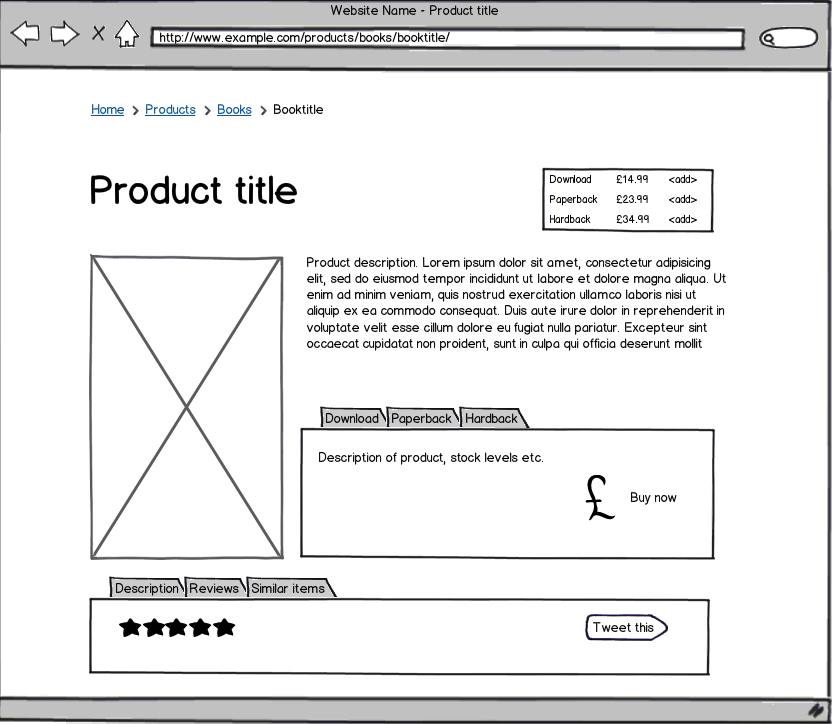 Website Name - Product title
http://www.example.com/products/books/booktitle/
Home > Products > Books > Booktitle
Product title
Download £14.99 <add>
Paperback £23.99 <add>
Hardback £34.99 <add>
Product description. Lorem ipsum dolor sit amet, consectetur adipisicing
elit, sed do eiusmod tempor incididunt ut labore et dolore magna aliqua. Ut
enim ad minim veniam, quis nostrud exercitation ullamco laboris nisi ut
aliquip ex ea commodo consequat. Duis aute irure dolor in reprehenderit in
voluptate velit esse cillum dolore eu fugiat nulla pariatur. Excepteur sint
occaecat cupidatat non proident, sunt in culpa qui officia deserunt mollit
Download Paperback Hardback
Description of product, stock levels etc.
£ Buy now
Description Reviews Similar items
Tweet this